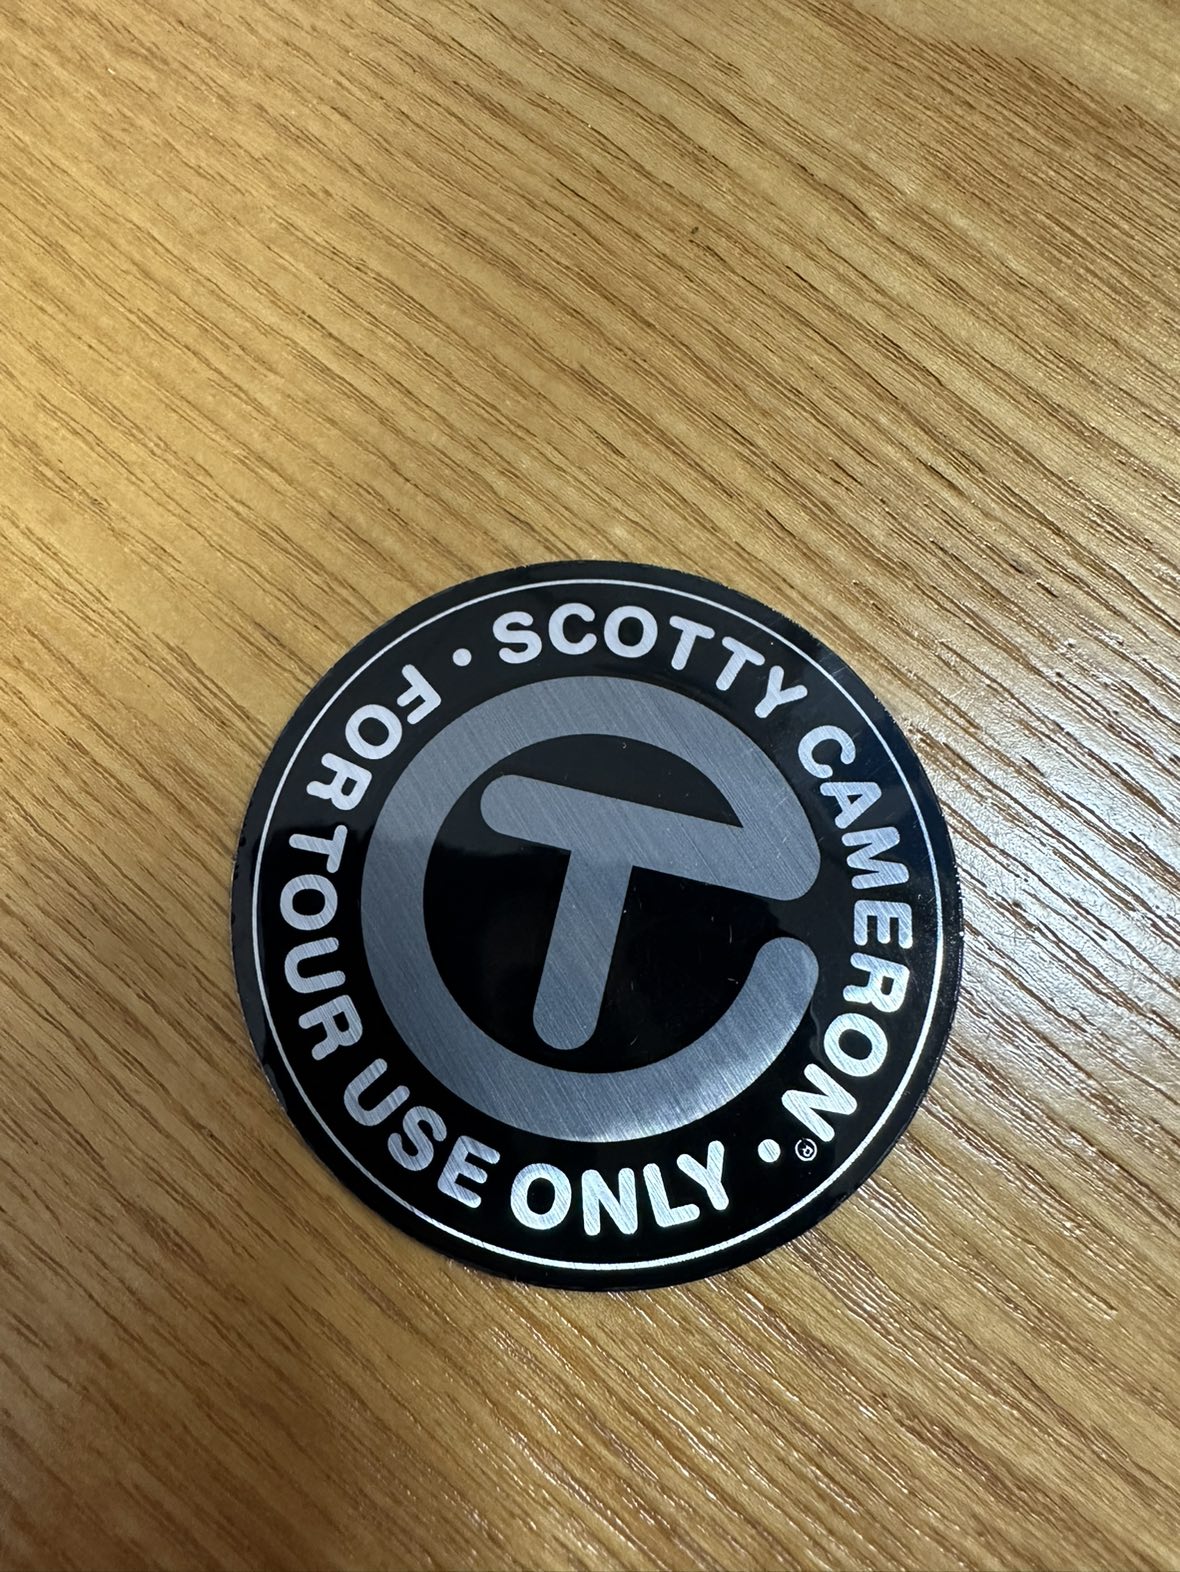 • SCOTTY CAMERON® •
FOR TOUR USE ONLY
T